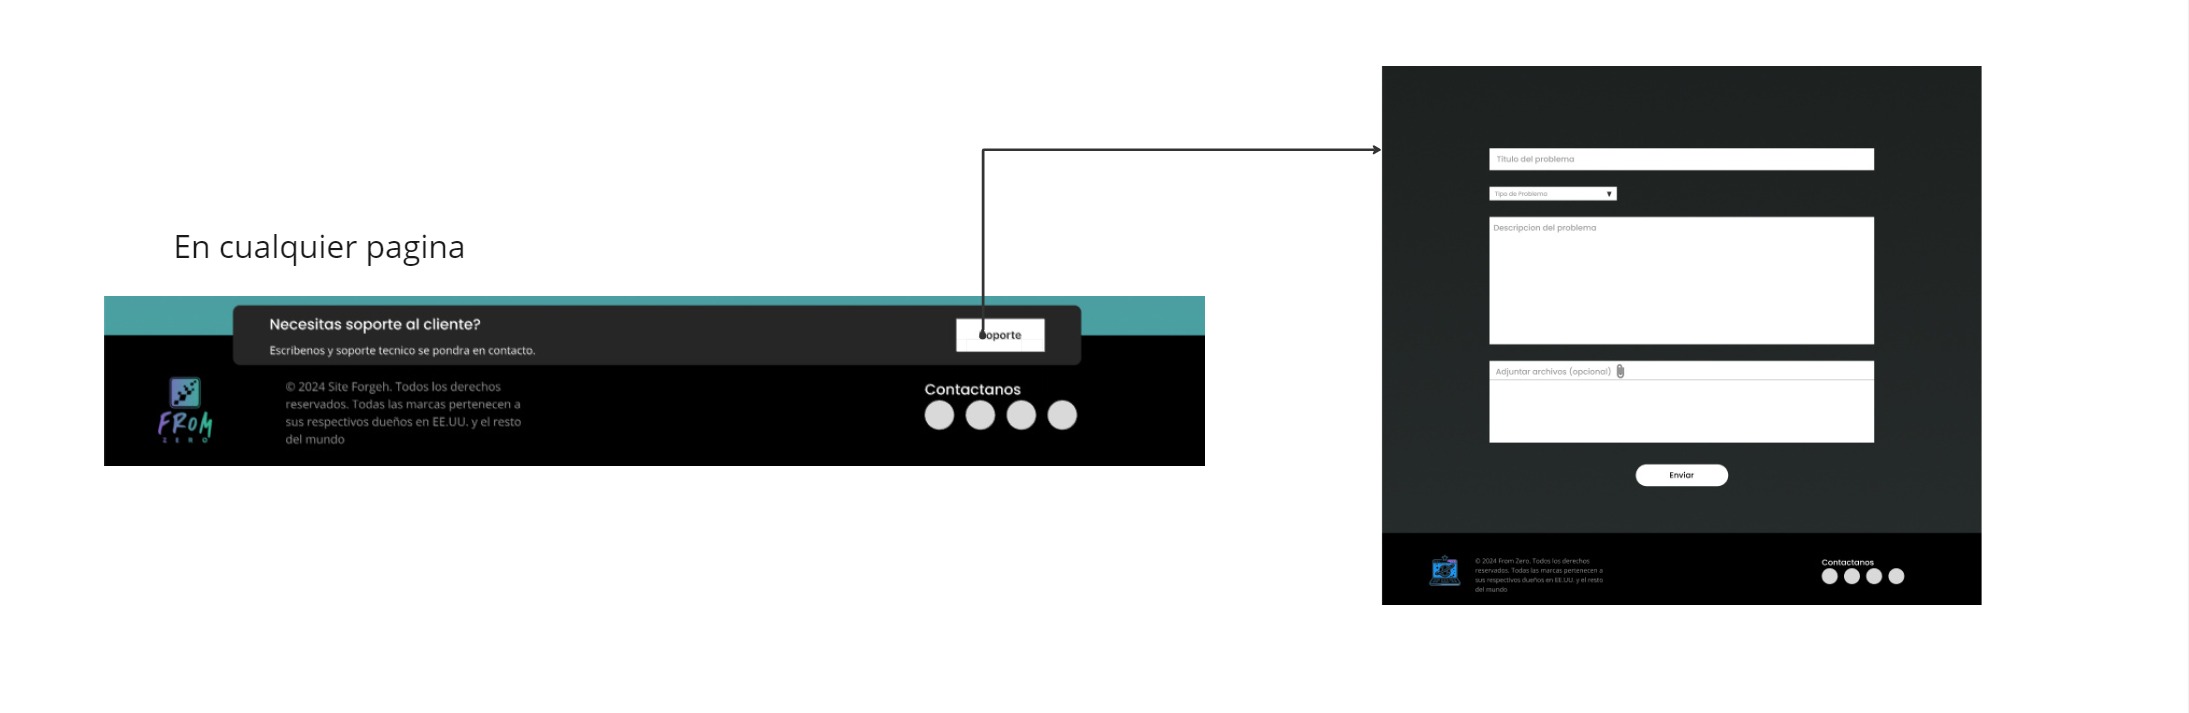 En cualquier pagina
Necesitas soporte al cliente?
Escríbenos y soporte tecnico se pondra en contacto.
Soporte
FROM
ZERO
© 2024 Site Forgeh. Todos los derechos
reservados. Todas las marcas pertenecen a
sus respectivos dueños en EE.UU. y el resto
del mundo
Contactanos
Titulo del problema
Tipo de Problema
Descripcion del problema
Adjuntar archivos (opcional)
Enviar
© 2024 From Zero. Todos los derechos
reservados. Todas las marcas pertenecen a
sus respectivos dueños en EE.UU. y el resto
del mundo
Contactanos